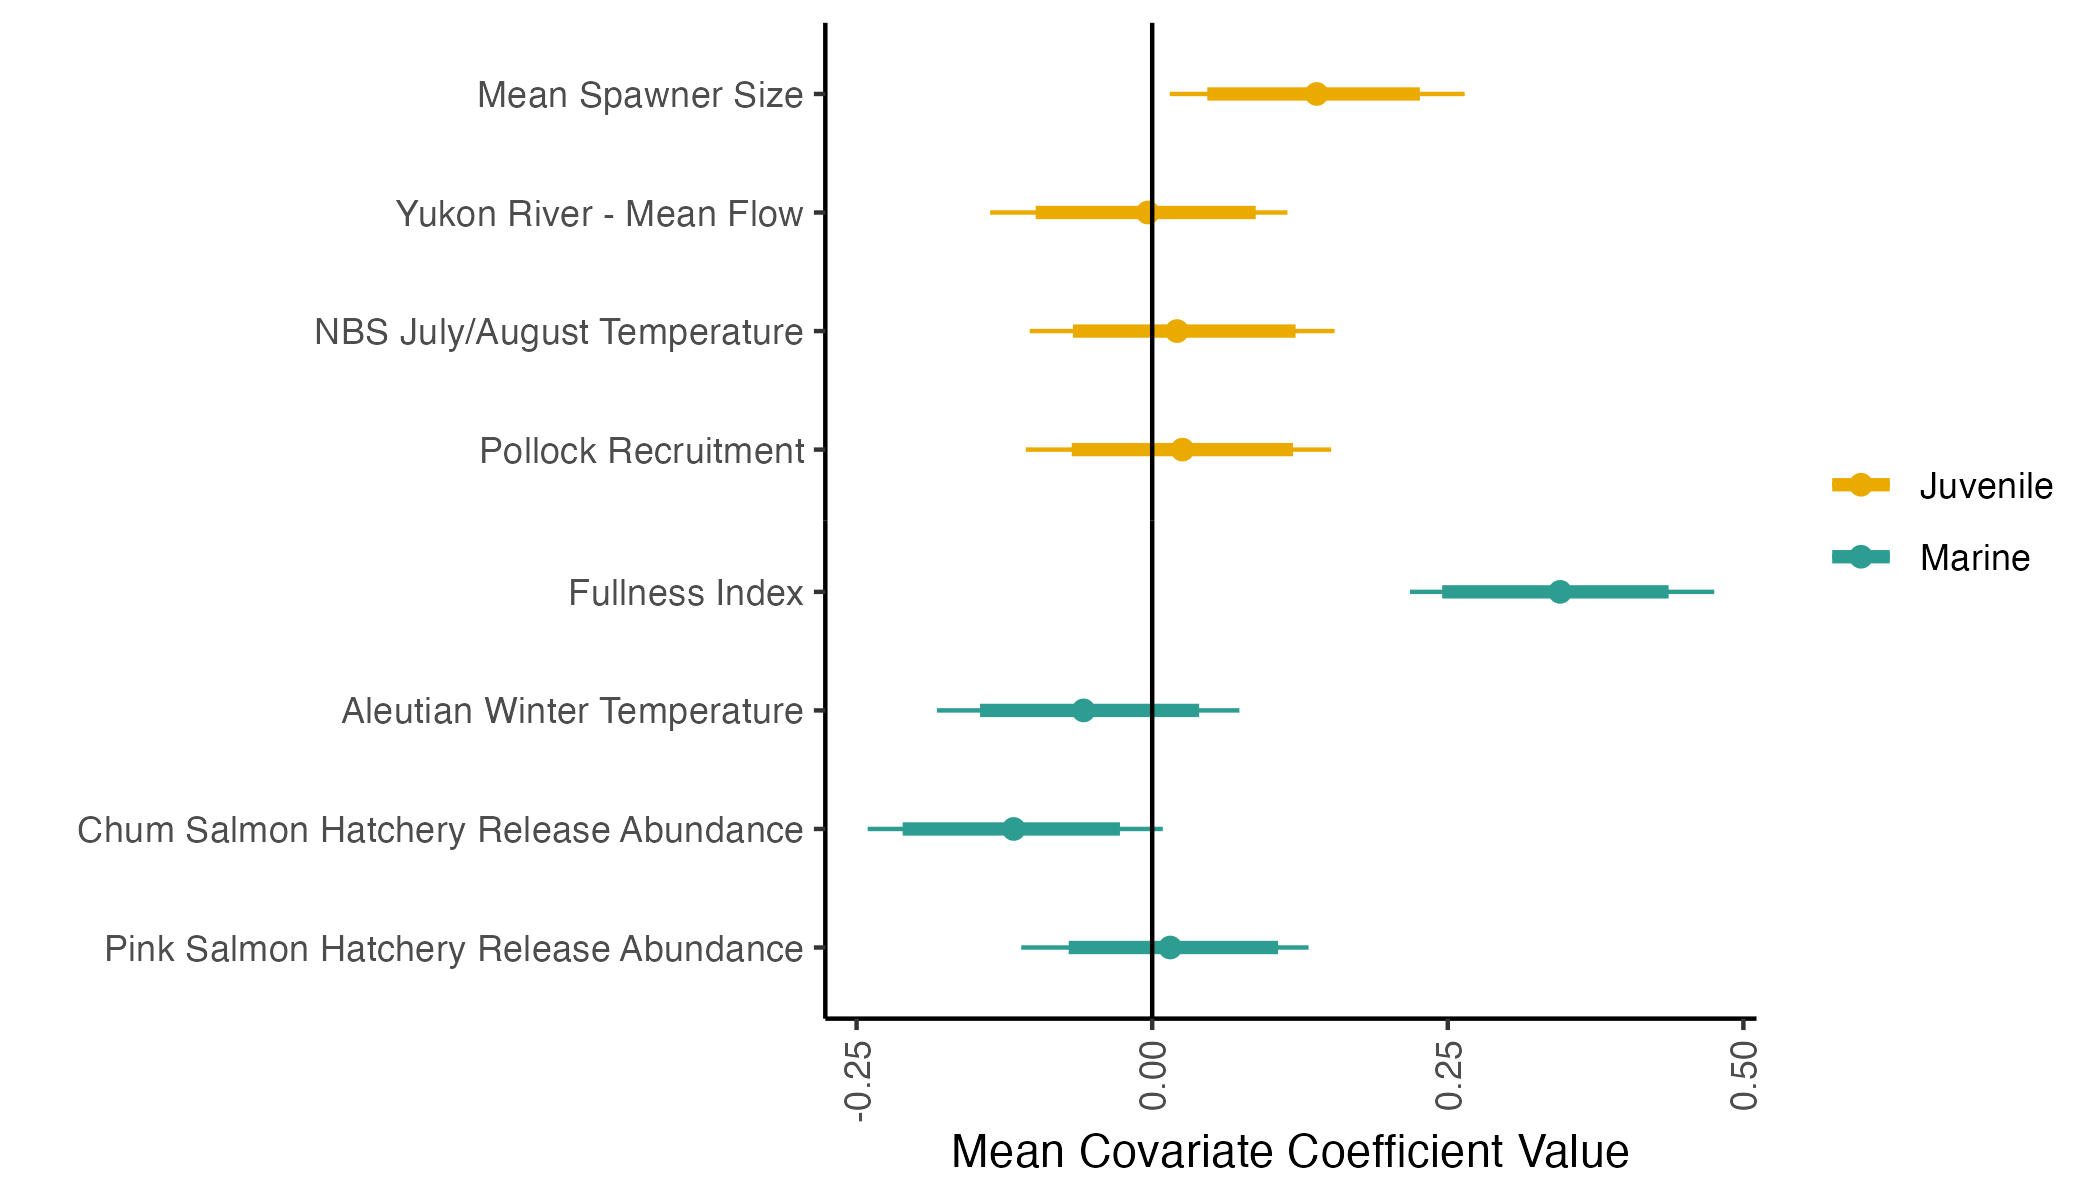 Mean Spawner Size
Yukon River - Mean Flow
NBS July/August Temperature
Pollock Recruitment
Fullness Index
Aleutian Winter Temperature
Chum Salmon Hatchery Release Abundance
Pink Salmon Hatchery Release Abundance
Juvenile
Marine
-0.25
0.00
0.25
0.50
Mean Covariate Coefficient Value